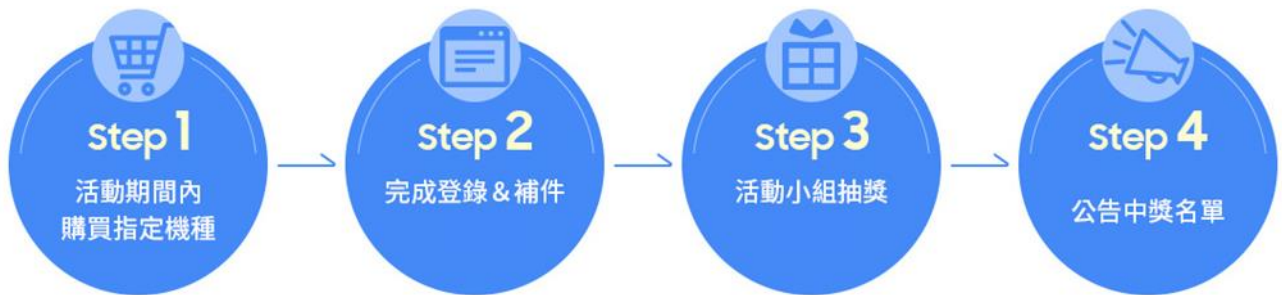 Step 1
活動期間內
購買指定機種
Step 2
完成登錄＆補件
Step 3
活動小組抽獎
Step 4
公告中獎名單